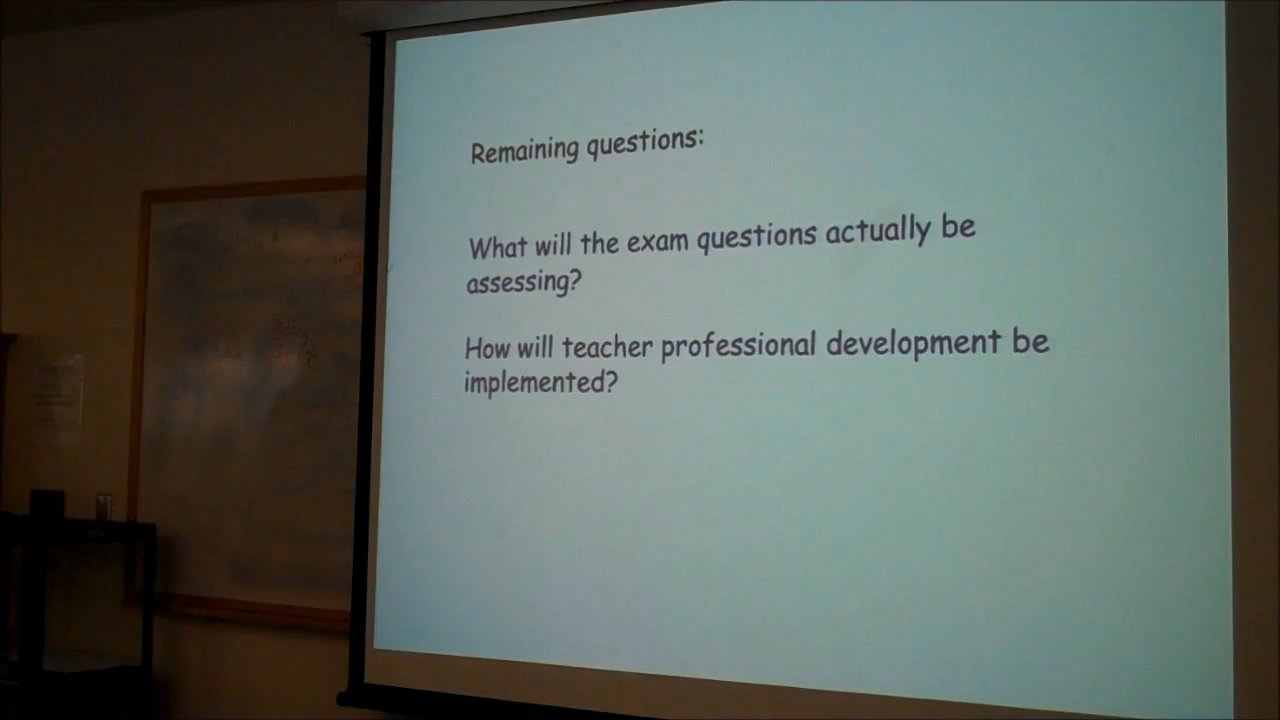 Remaining questions:
What will the exam questions actually be
assessing?
How will teacher professional development be
implemented?